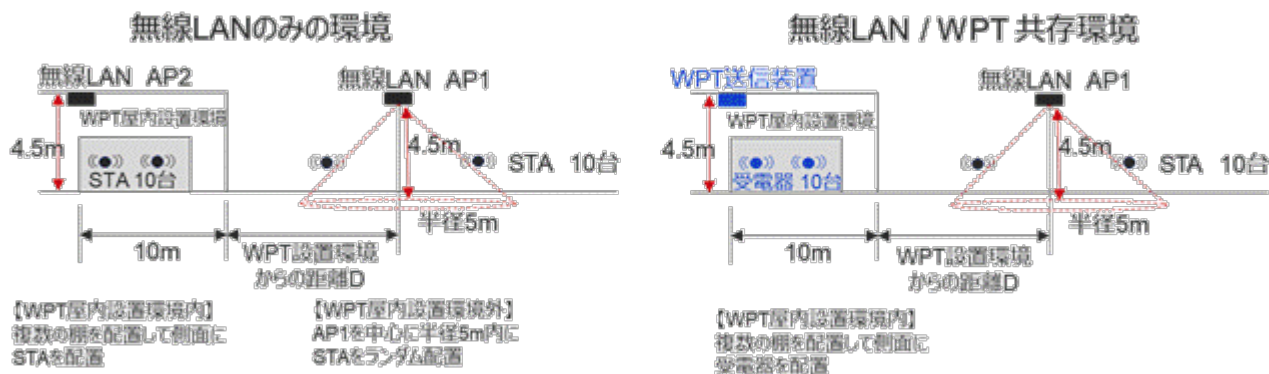 無線LANのみの環境
無線LAN AP2
無線LAN AP1
WPT屋内設置環境
4.5m
4.5m
STA 10台
STA 10台
半径5m
10m
WPT設置環境
からの距離D
【WPT屋内設置環境内】
複数の棚を配置して側面に
STAを配置
【WPT屋内設置環境外】
AP1を中心に半径5m内に
STAをランダム配置
無線LAN / WPT 共存環境
WPT送信装置
無線LAN AP1
WPT屋内設置環境
4.5m
4.5m
受電器 10台
STA 10台
半径5m
10m
WPT設置環境
からの距離D
【WPT屋内設置環境内】
複数の棚を配置して側面に
受電器を配置